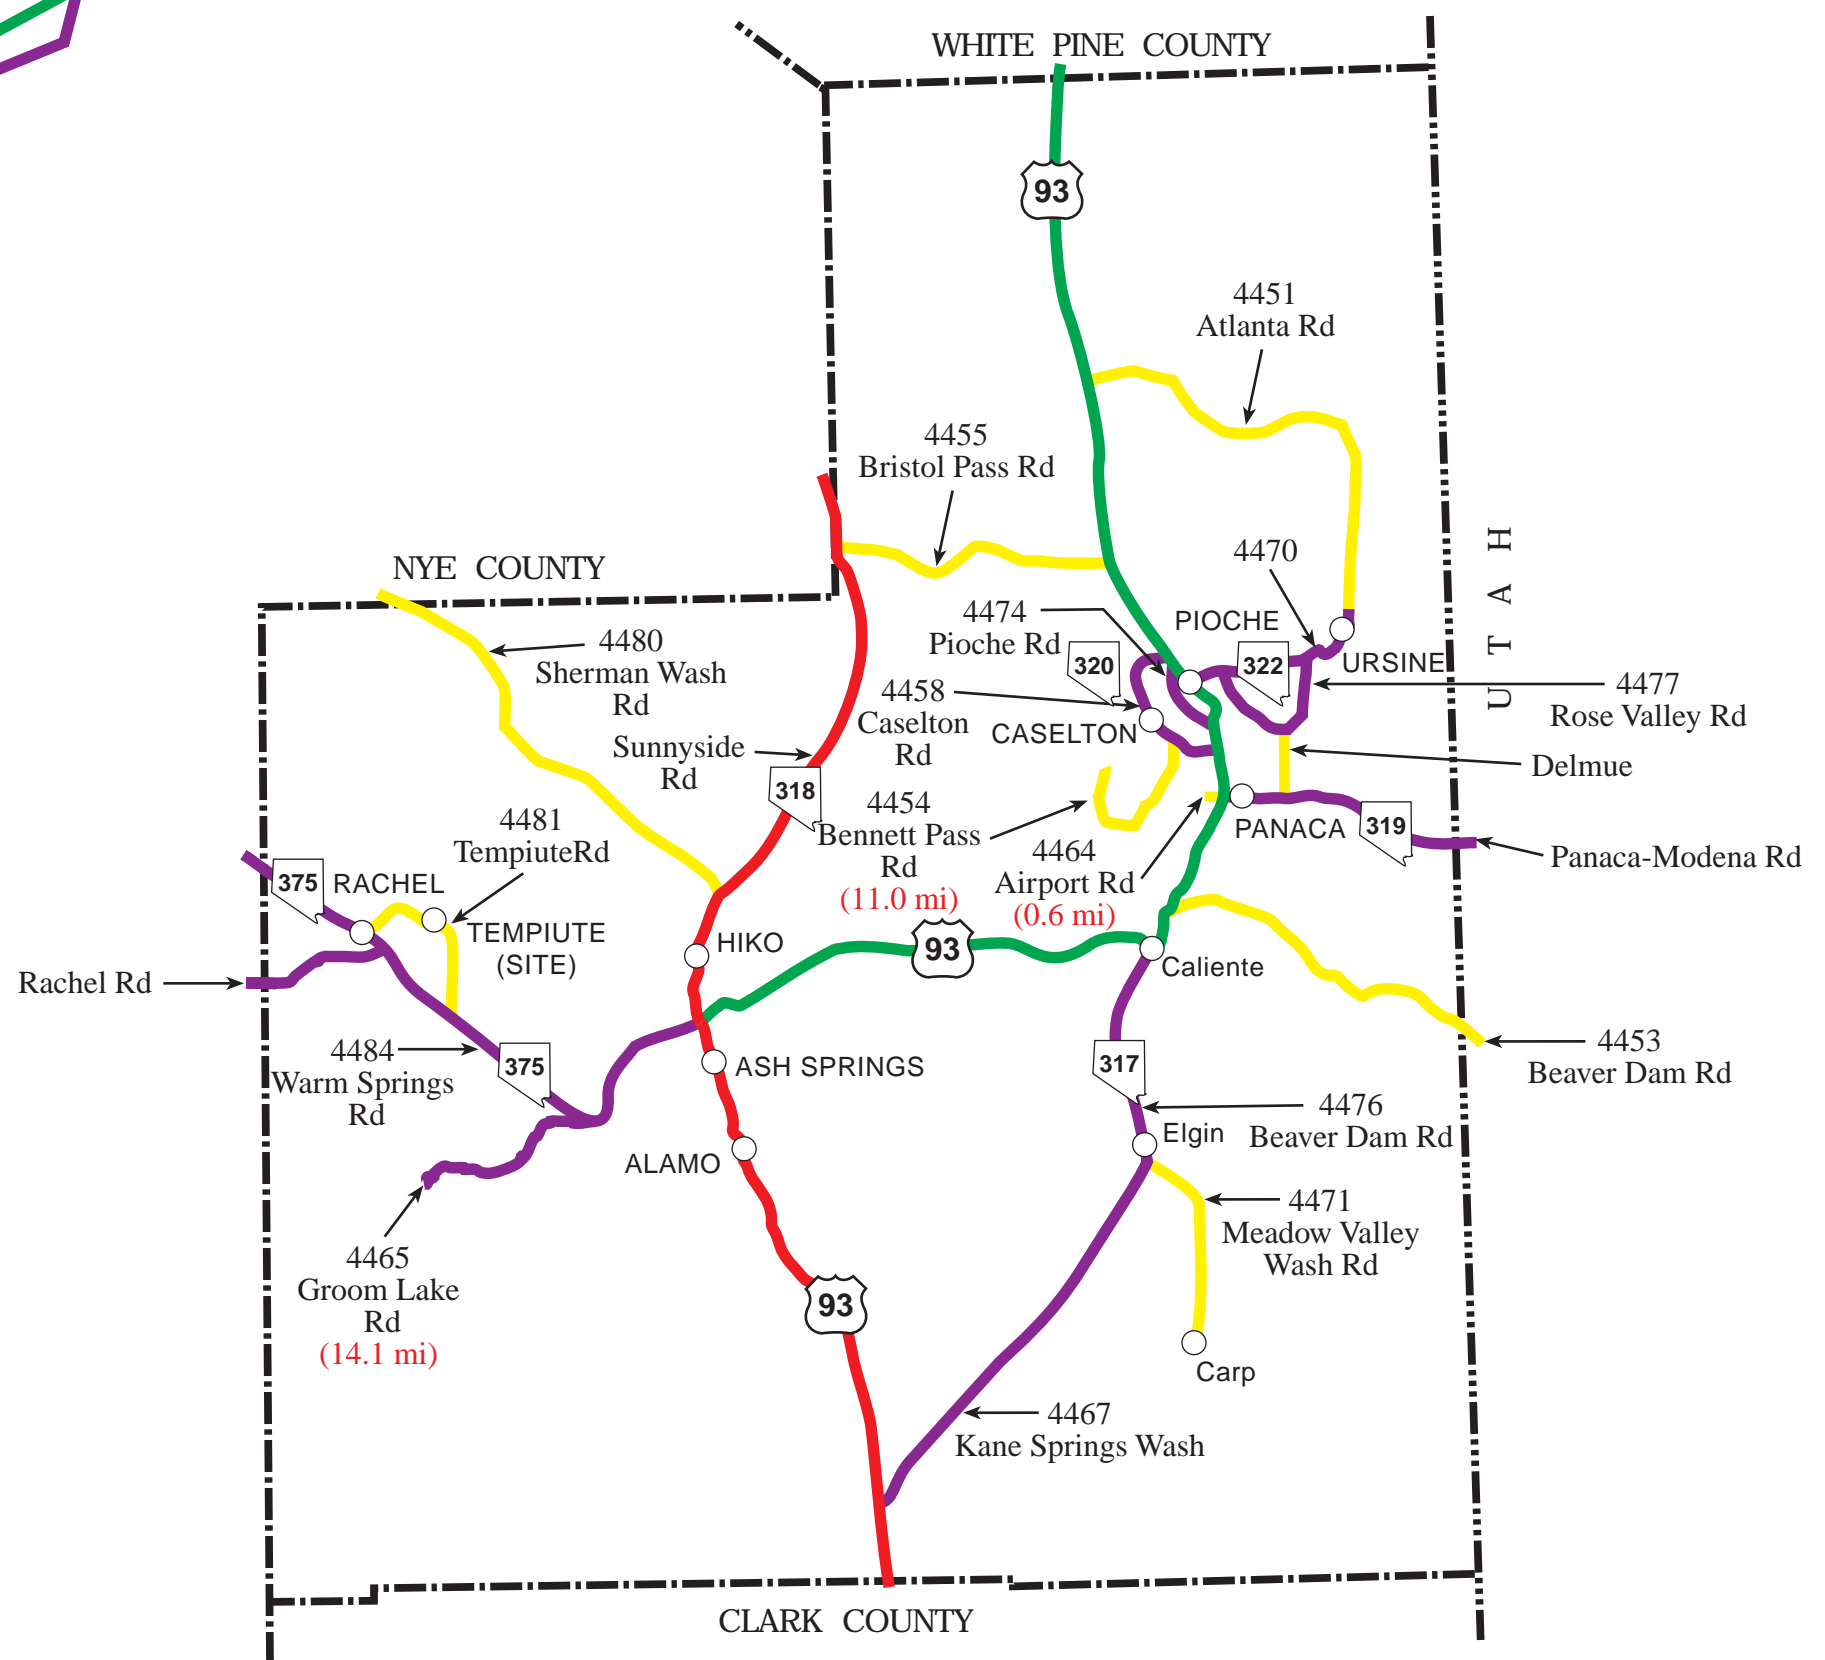 WHITE PINE COUNTY
93
4451
Atlanta Rd
4455
Bristol Pass Rd
NYE COUNTY
4470
UTAH
4474
Pioche Rd
PIOCHE
320
322
URSINE
4480
Sherman Wash
Rd
4458
Caselton
Rd
4477
Rose Valley Rd
CASELTON
Sunnyside
Rd
Delmue
318
4454
Bennett Pass
Rd
(11.0 mi)
4481
TempiuteRd
PANACA
319
4464
Airport Rd
(0.6 mi)
Panaca-Modena Rd
375
RACHEL
TEMPIUTE
(SITE)
HIKO
93
Caliente
Rachel Rd
4484
Warm Springs
Rd
375
ASH SPRINGS
317
4453
Beaver Dam Rd
4476
Beaver Dam Rd
Elgin
ALAMO
4471
Meadow Valley
Wash Rd
4465
Groom Lake
Rd
(14.1 mi)
93
Carp
4467
Kane Springs Wash
CLARK COUNTY